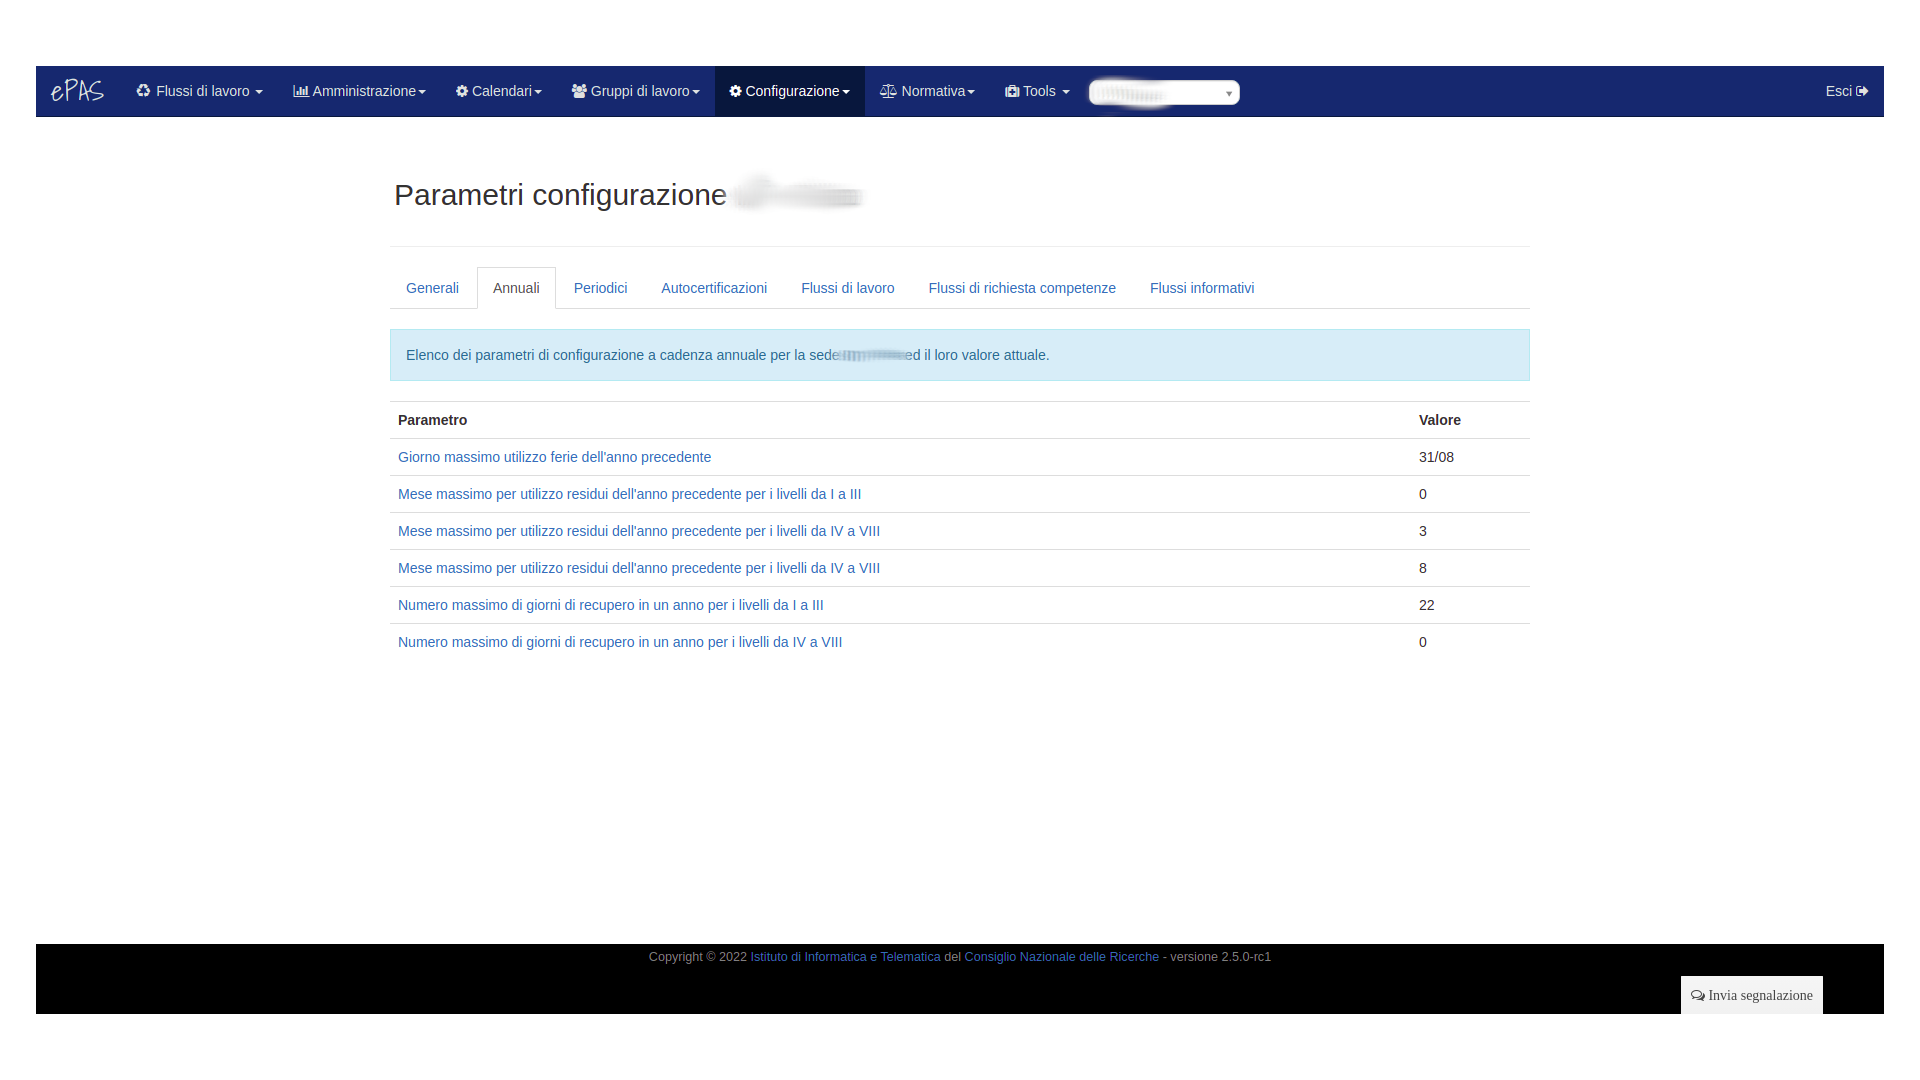 ePAS Flussi di lavoro Amministrazione Calendari Gruppi di lavoro Configurazione Normativa Tools Esci
Parametri configurazione
Generali Annuali Periodici Autocertificazioni Flussi di lavoro Flussi di richiesta competenze Flussi informativi
Elenco dei parametri di configurazione a cadenza annuale per la sede ed il loro valore attuale.
Parametro Valore
Giorno massimo utilizzo ferie dell'anno precedente 31/08
Mese massimo per utilizzo residui dell'anno precedente per i livelli da I a III 0
Mese massimo per utilizzo residui dell'anno precedente per i livelli da IV a VIII 3
Mese massimo per utilizzo residui dell'anno precedente per i livelli da IV a VIII 8
Numero massimo di giorni di recupero in un anno per i livelli da I a III 22
Numero massimo di giorni di recupero in un anno per i livelli da IV a VIII 0
Copyright © 2022 Istituto di Informatica e Telematica del Consiglio Nazionale delle Ricerche - versione 2.5.0-rc1
Invia segnalazione